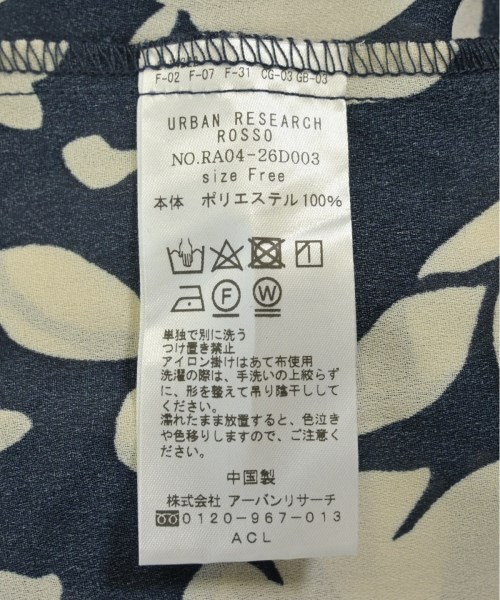 F-02 F-07 F-31 CG-03 GB-03
URBAN RESEARCH
ROSSO
NO.RA04-26D003
size Free
本体 ポリエステル100%
F W
単独で別に洗う
つけ置き禁止
アイロン掛けはあて布使用
洗濯の際は、手洗いの上絞らず
に、形を整えて吊り陰干しして
ください。
濡れたまま放置すると、色泣き
や色移りしますので、ご注意く
ださい。
中国製
株式会社 アーバンリサーチ
0120-967-013
ACL